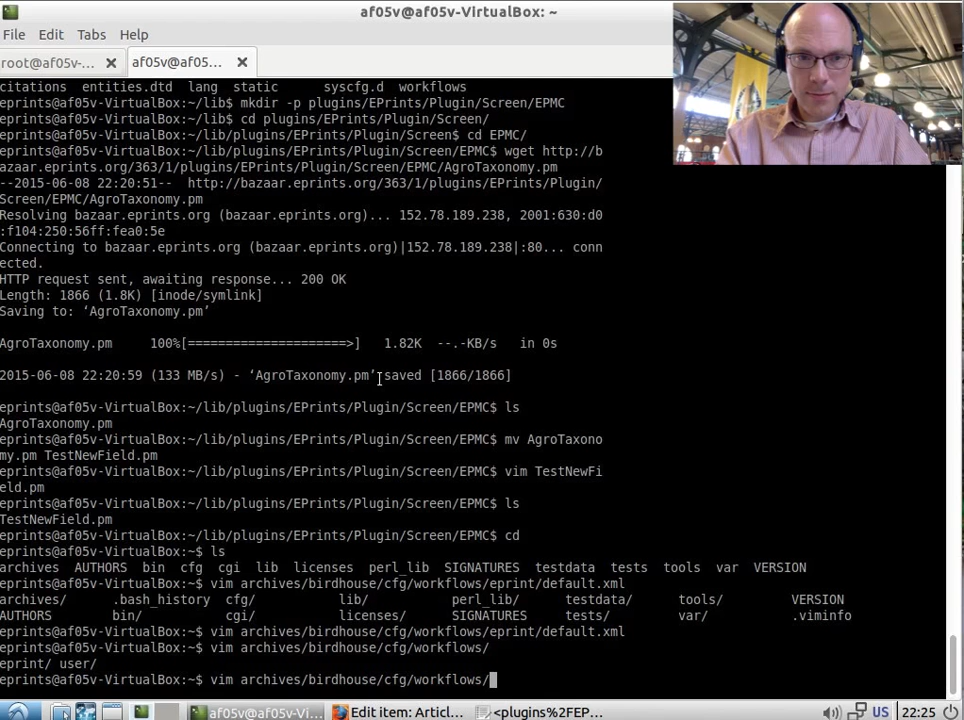 af05v@af05v-VirtualBox: ~
File Edit Tabs Help
root@af05v-... af05v@af05...
citations entities.dtd lang static syscfg.d workflows
eprints@af05v-VirtualBox:~/lib$ mkdir -p plugins/EPrints/Plugin/Screen/EPMC
eprints@af05v-VirtualBox:~/lib$ cd plugins/EPrints/Plugin/Screen/
eprints@af05v-VirtualBox:~/lib/plugins/EPrints/Plugin/Screen$ cd EPMC/
eprints@af05v-VirtualBox:~/lib/plugins/EPrints/Plugin/Screen/EPMC$ wget http://b
azaar.eprints.org/363/1/plugins/EPrints/Plugin/Screen/EPMC/AgroTaxonomy.pm
--2015-06-08 22:20:51-- http://bazaar.eprints.org/363/1/plugins/EPrints/Plugin/
Screen/EPMC/AgroTaxonomy.pm
Resolving bazaar.eprints.org (bazaar.eprints.org)... 152.78.189.238, 2001:630:d0
:f104:250:56ff:fea0:5e
Connecting to bazaar.eprints.org (bazaar.eprints.org)|152.78.189.238|:80... conn
ected.
HTTP request sent, awaiting response... 200 OK
Length: 1866 (1.8K) [inode/symlink]
Saving to: ‘AgroTaxonomy.pm’
AgroTaxonomy.pm 100%[=====================>] 1.82K --.-KB/s in 0s
2015-06-08 22:20:59 (133 MB/s) - ‘AgroTaxonomy.pm’ saved [1866/1866]
eprints@af05v-VirtualBox:~/lib/plugins/EPrints/Plugin/Screen/EPMC$ ls
AgroTaxonomy.pm
eprints@af05v-VirtualBox:~/lib/plugins/EPrints/Plugin/Screen/EPMC$ mv AgroTaxono
my.pm TestNewField.pm
eprints@af05v-VirtualBox:~/lib/plugins/EPrints/Plugin/Screen/EPMC$ vim TestNewFi
eld.pm
eprints@af05v-VirtualBox:~/lib/plugins/EPrints/Plugin/Screen/EPMC$ ls
TestNewField.pm
eprints@af05v-VirtualBox:~/lib/plugins/EPrints/Plugin/Screen/EPMC$ cd
eprints@af05v-VirtualBox:~$ ls
archives AUTHORS bin cfg cgi lib licenses perl_lib SIGNATURES testdata tests tools var VERSION
eprints@af05v-VirtualBox:~$ vim archives/birdhouse/cfg/workflows/eprint/default.xml
archives/ .bash_history cfg/ lib/ perl_lib/ testdata/ tools/ VERSION
AUTHORS bin/ cgi/ licenses/ SIGNATURES tests/ var/ .viminfo
eprints@af05v-VirtualBox:~$ vim archives/birdhouse/cfg/workflows/eprint/default.xml
eprints@af05v-VirtualBox:~$ vim archives/birdhouse/cfg/workflows/
eprint/ user/
eprints@af05v-VirtualBox:~$ vim archives/birdhouse/cfg/workflows/
af05v@af05v-VirtualBox: ~ Edit item: Articl... <plugins%2FEP... US 22:25